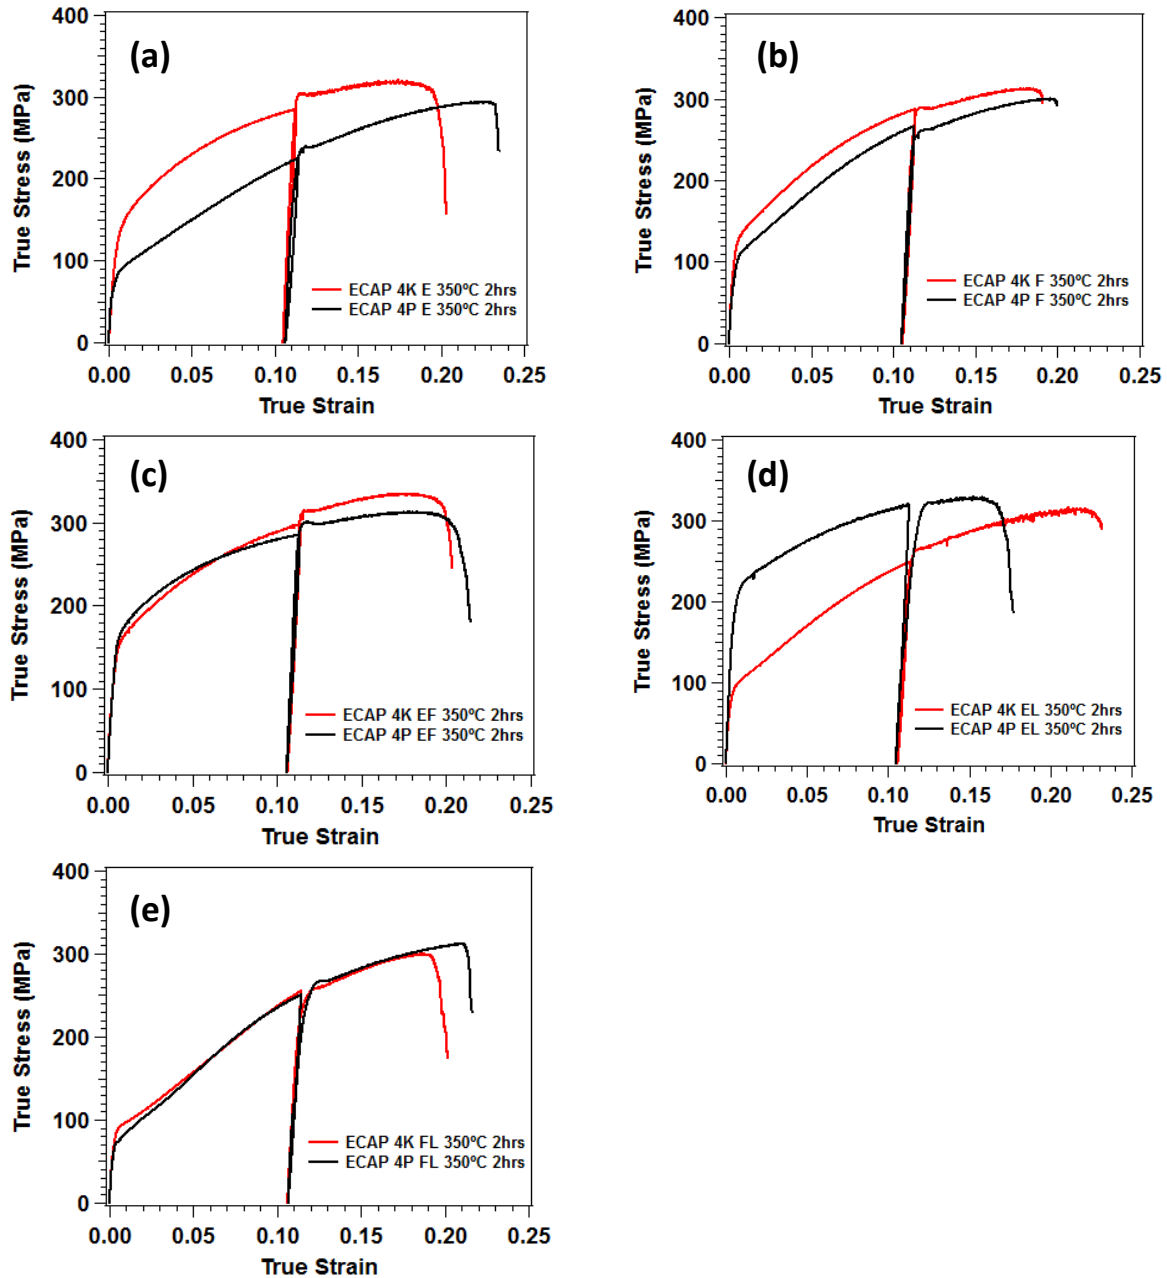 (a)
True Stress (MPa)
400
300
200
100
0
ECAP 4K E 350ºC 2hrs
ECAP 4P E 350ºC 2hrs
0.00 0.05 0.10 0.15 0.20 0.25
True Strain
(b)
True Stress (MPa)
400
300
200
100
0
ECAP 4K F 350ºC 2hrs
ECAP 4P F 350ºC 2hrs
0.00 0.05 0.10 0.15 0.20 0.25
True Strain
(c)
True Stress (MPa)
400
300
200
100
0
ECAP 4K EF 350ºC 2hrs
ECAP 4P EF 350ºC 2hrs
0.00 0.05 0.10 0.15 0.20 0.25
True Strain
(d)
True Stress (MPa)
400
300
200
100
0
ECAP 4K EL 350ºC 2hrs
ECAP 4P EL 350ºC 2hrs
0.00 0.05 0.10 0.15 0.20 0.25
True Strain
(e)
True Stress (MPa)
400
300
200
100
0
ECAP 4K FL 350ºC 2hrs
ECAP 4P FL 350ºC 2hrs
0.00 0.05 0.10 0.15 0.20 0.25
True Strain